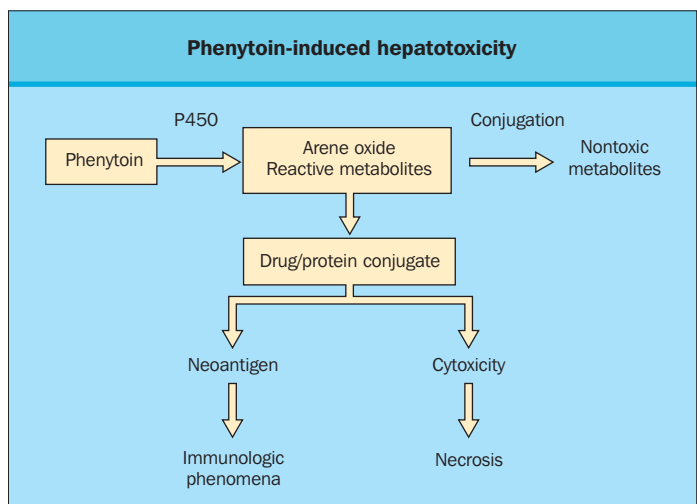 Phenytoin-induced hepatotoxicity
P450
Conjugation
Phenytoin
Arene oxide
Reactive metabolites
Nontoxic
metabolites
Drug/protein conjugate
Neoantigen
Cytoxicity
Immunologic
phenomena
Necrosis